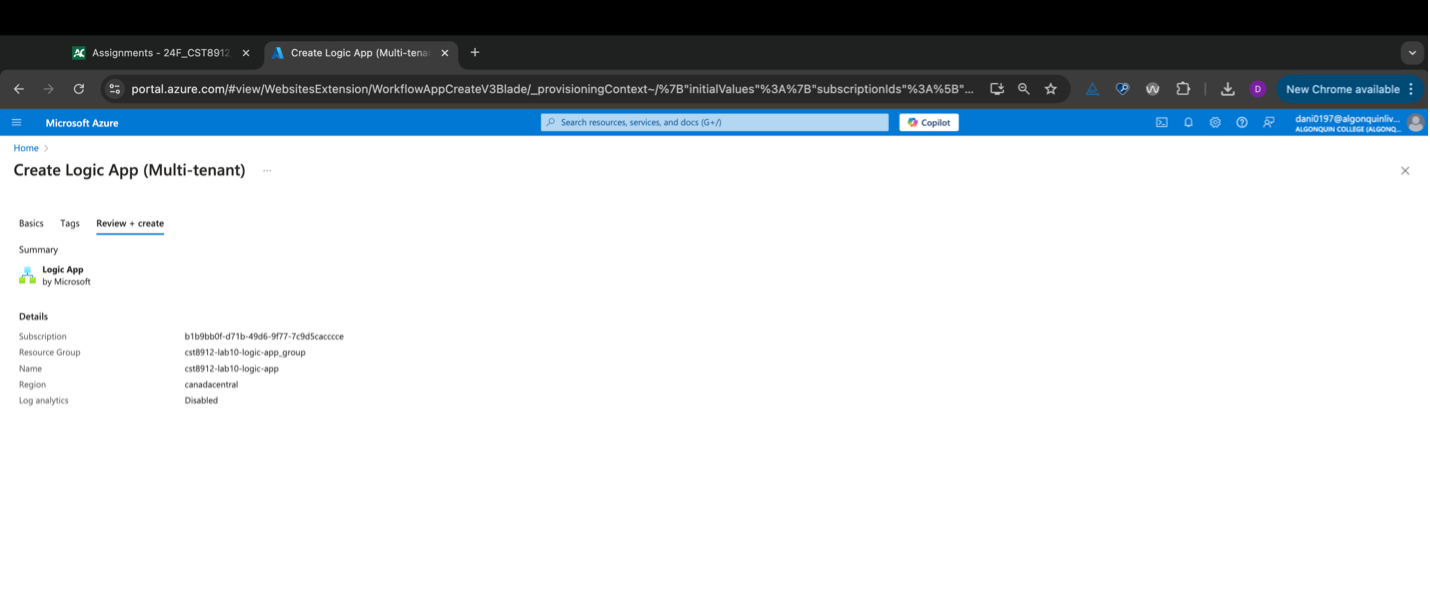 Assignments - 24F_CST8912
Create Logic App (Multi-tena
portal.azure.com/#view/WebsitesExtension/WorkflowAppCreateV3Blade/_provisioningContext~/%7B"initialValues"%3A%7B"subscriptionIds"%3A%5B"...
D
New Chrome available
Microsoft Azure
Search resources, services, and docs (G+/)
Copilot
dani0197@algonquinliv...
ALGONQUIN COLLEGE (ALGONQ...
Home >
Create Logic App (Multi-tenant) ...
Basics Tags Review + create
Summary
Logic App
by Microsoft
Details
Subscription b1b9bb0f-d71b-49d6-9f77-7c9d5cacccce
Resource Group cst8912-lab10-logic-app_group
Name cst8912-lab10-logic-app
Region canadacentral
Log analytics Disabled